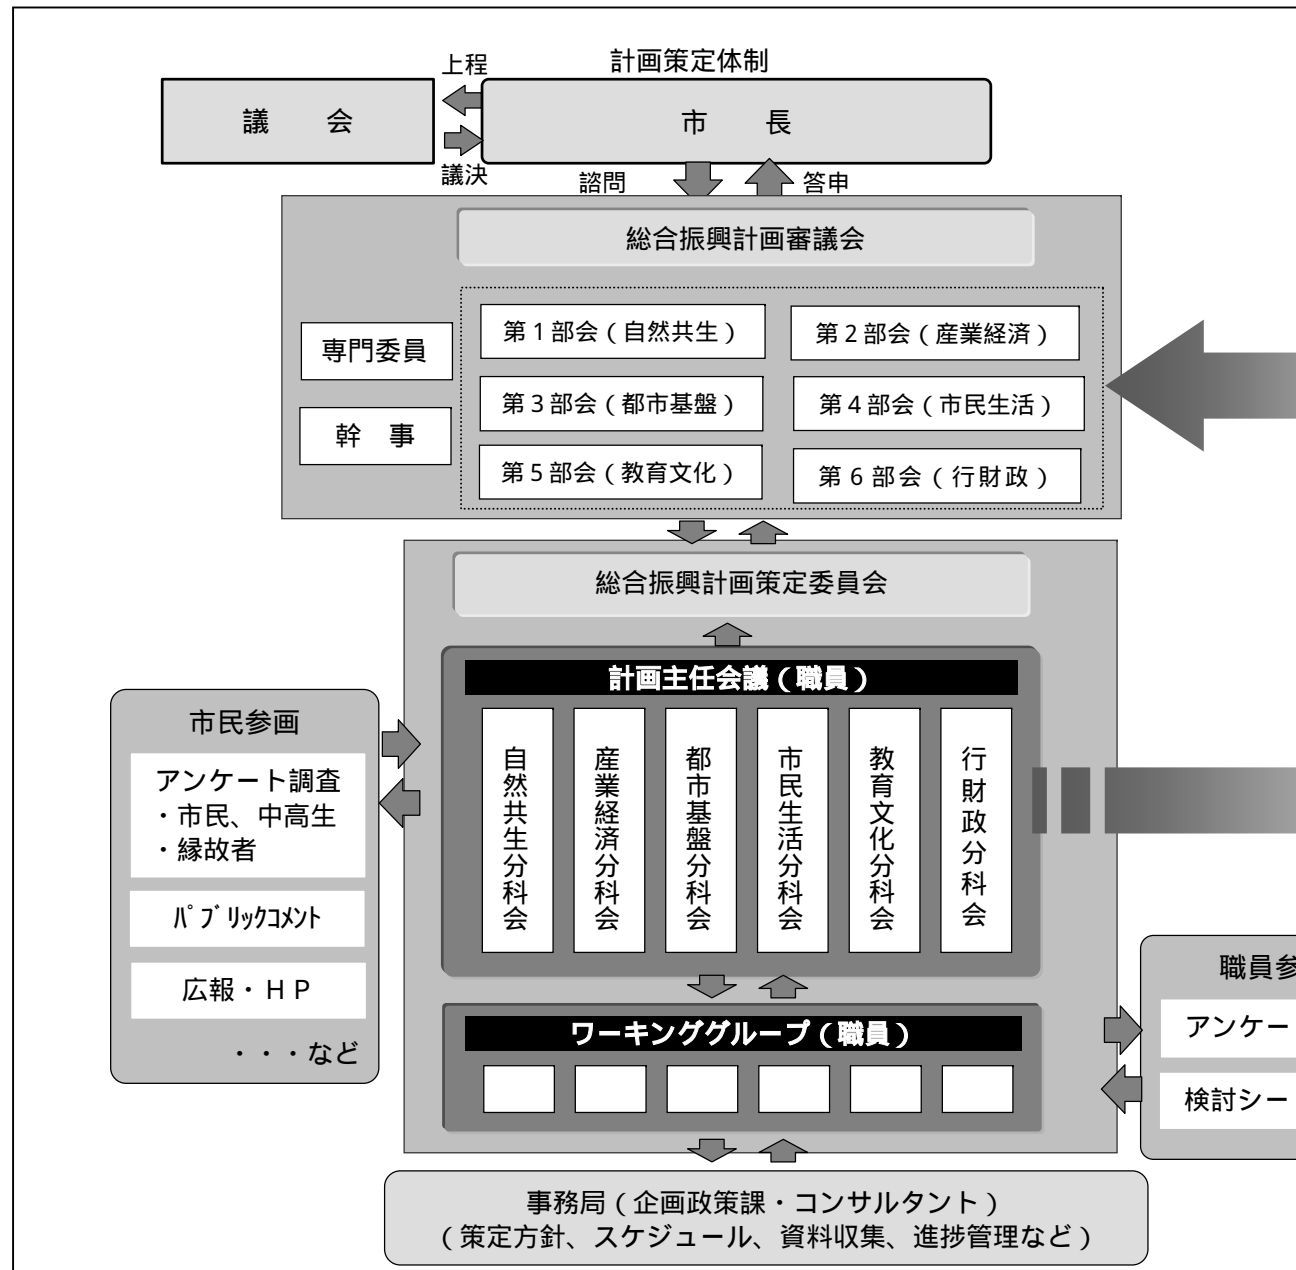 計画策定体制
上程
議　会
市　長
議決
諮問
答申
総合振興計画審議会
専門委員
幹　事
第１部会（自然共生）
第２部会（産業経済）
第３部会（都市基盤）
第４部会（市民生活）
第５部会（教育文化）
第６部会（行財政）
総合振興計画策定委員会
計画主任会議（職員）
自然共生分科会
産業経済分科会
都市基盤分科会
市民生活分科会
教育文化分科会
行財政分科会
市民参画
アンケート調査
・市民、中高生
・縁故者
ﾊﾟﾌﾞﾘｯｸｺﾒﾝﾄ
広報・ＨＰ
・・・など
ワーキンググループ（職員）
職員参
アンケー
検討シー
事務局（企画政策課・コンサルタント）
（策定方針、スケジュール、資料収集、進捗管理など）